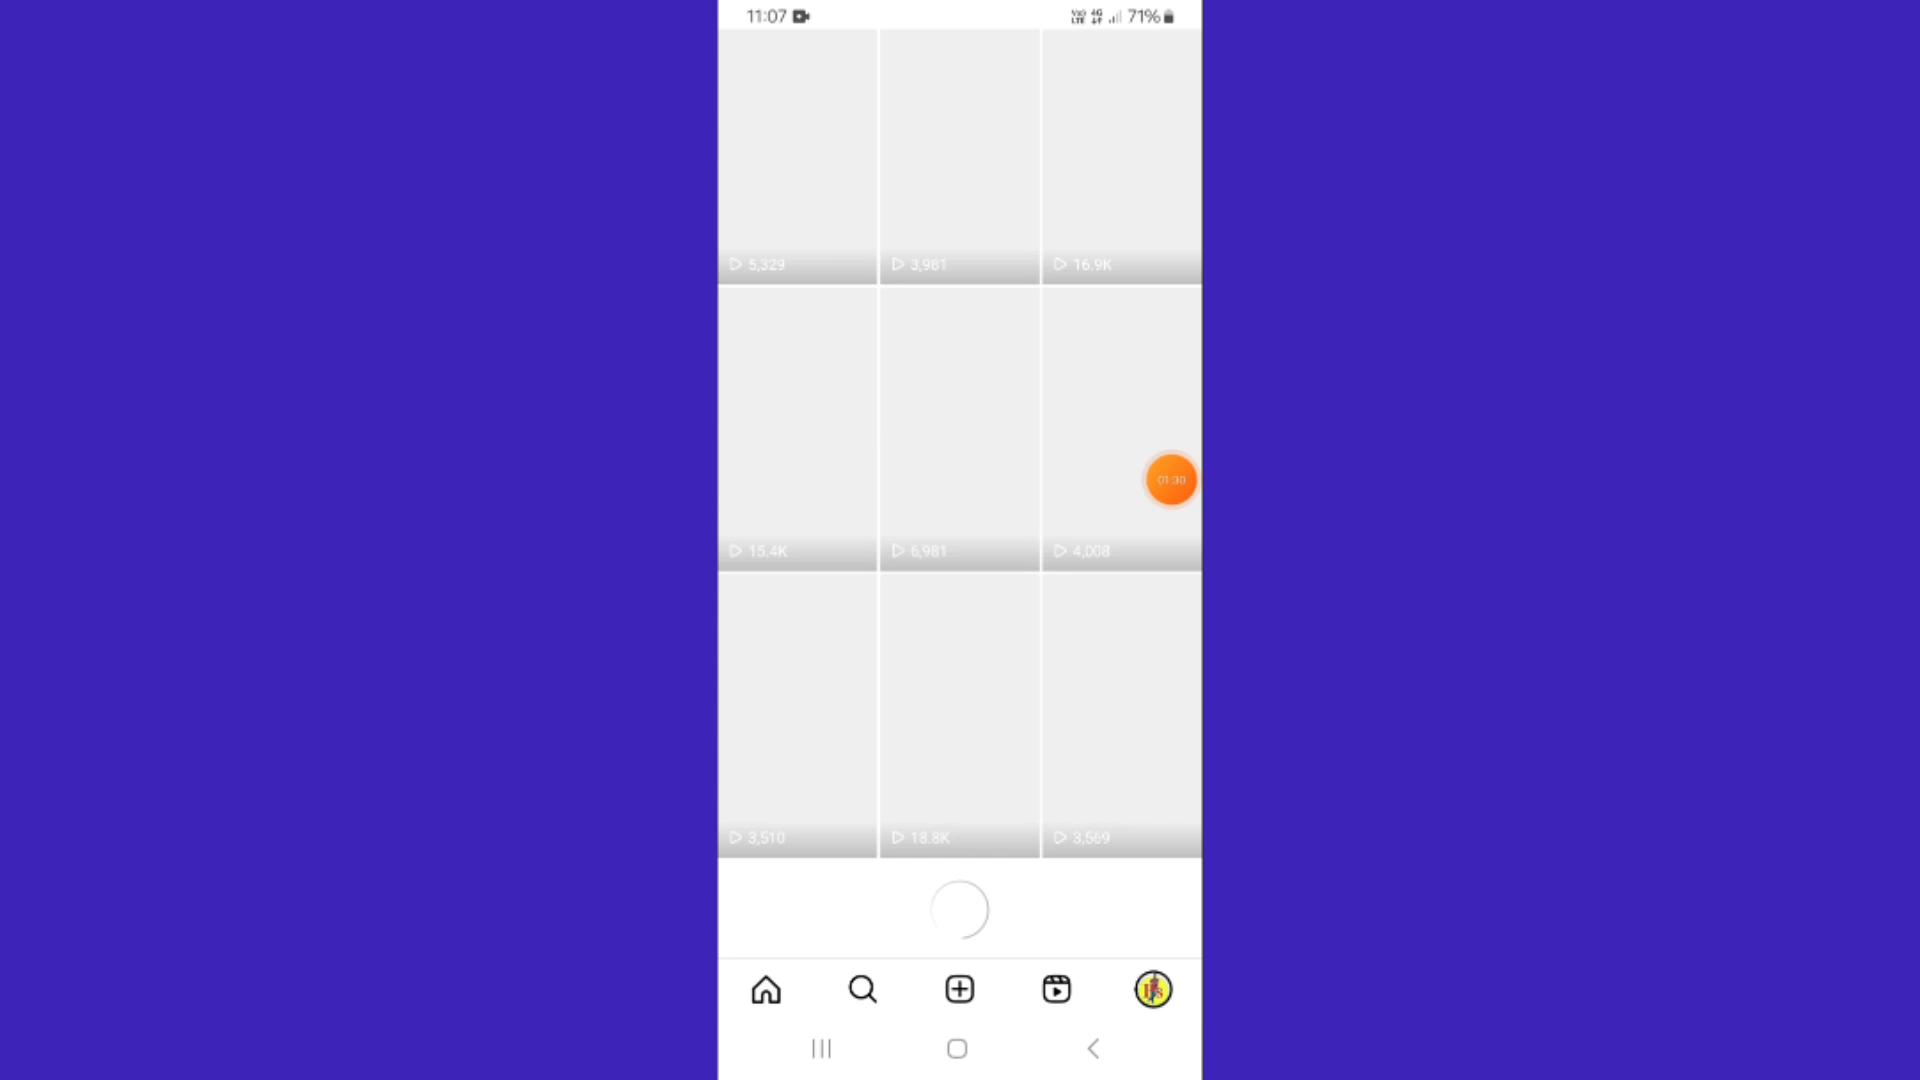 11:07 71%
5,329 3,981 16.9K
01:30
15.4K 6,981 4,008
3,510 18.8K 3,569